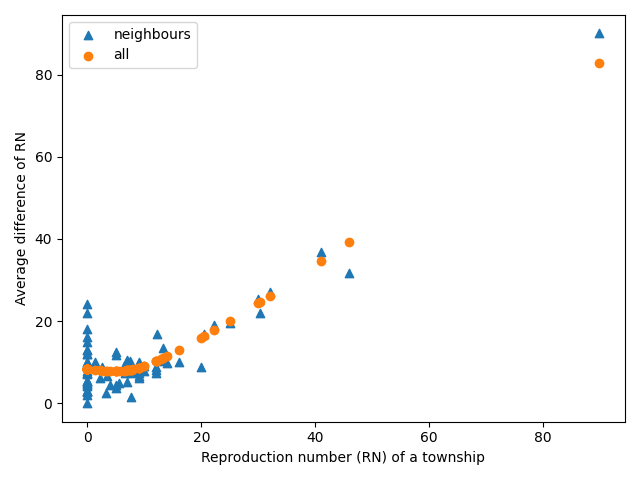 neighbours
all
Average difference of RN
80
60
40
20
0
0 20 40 60 80
Reproduction number (RN) of a township